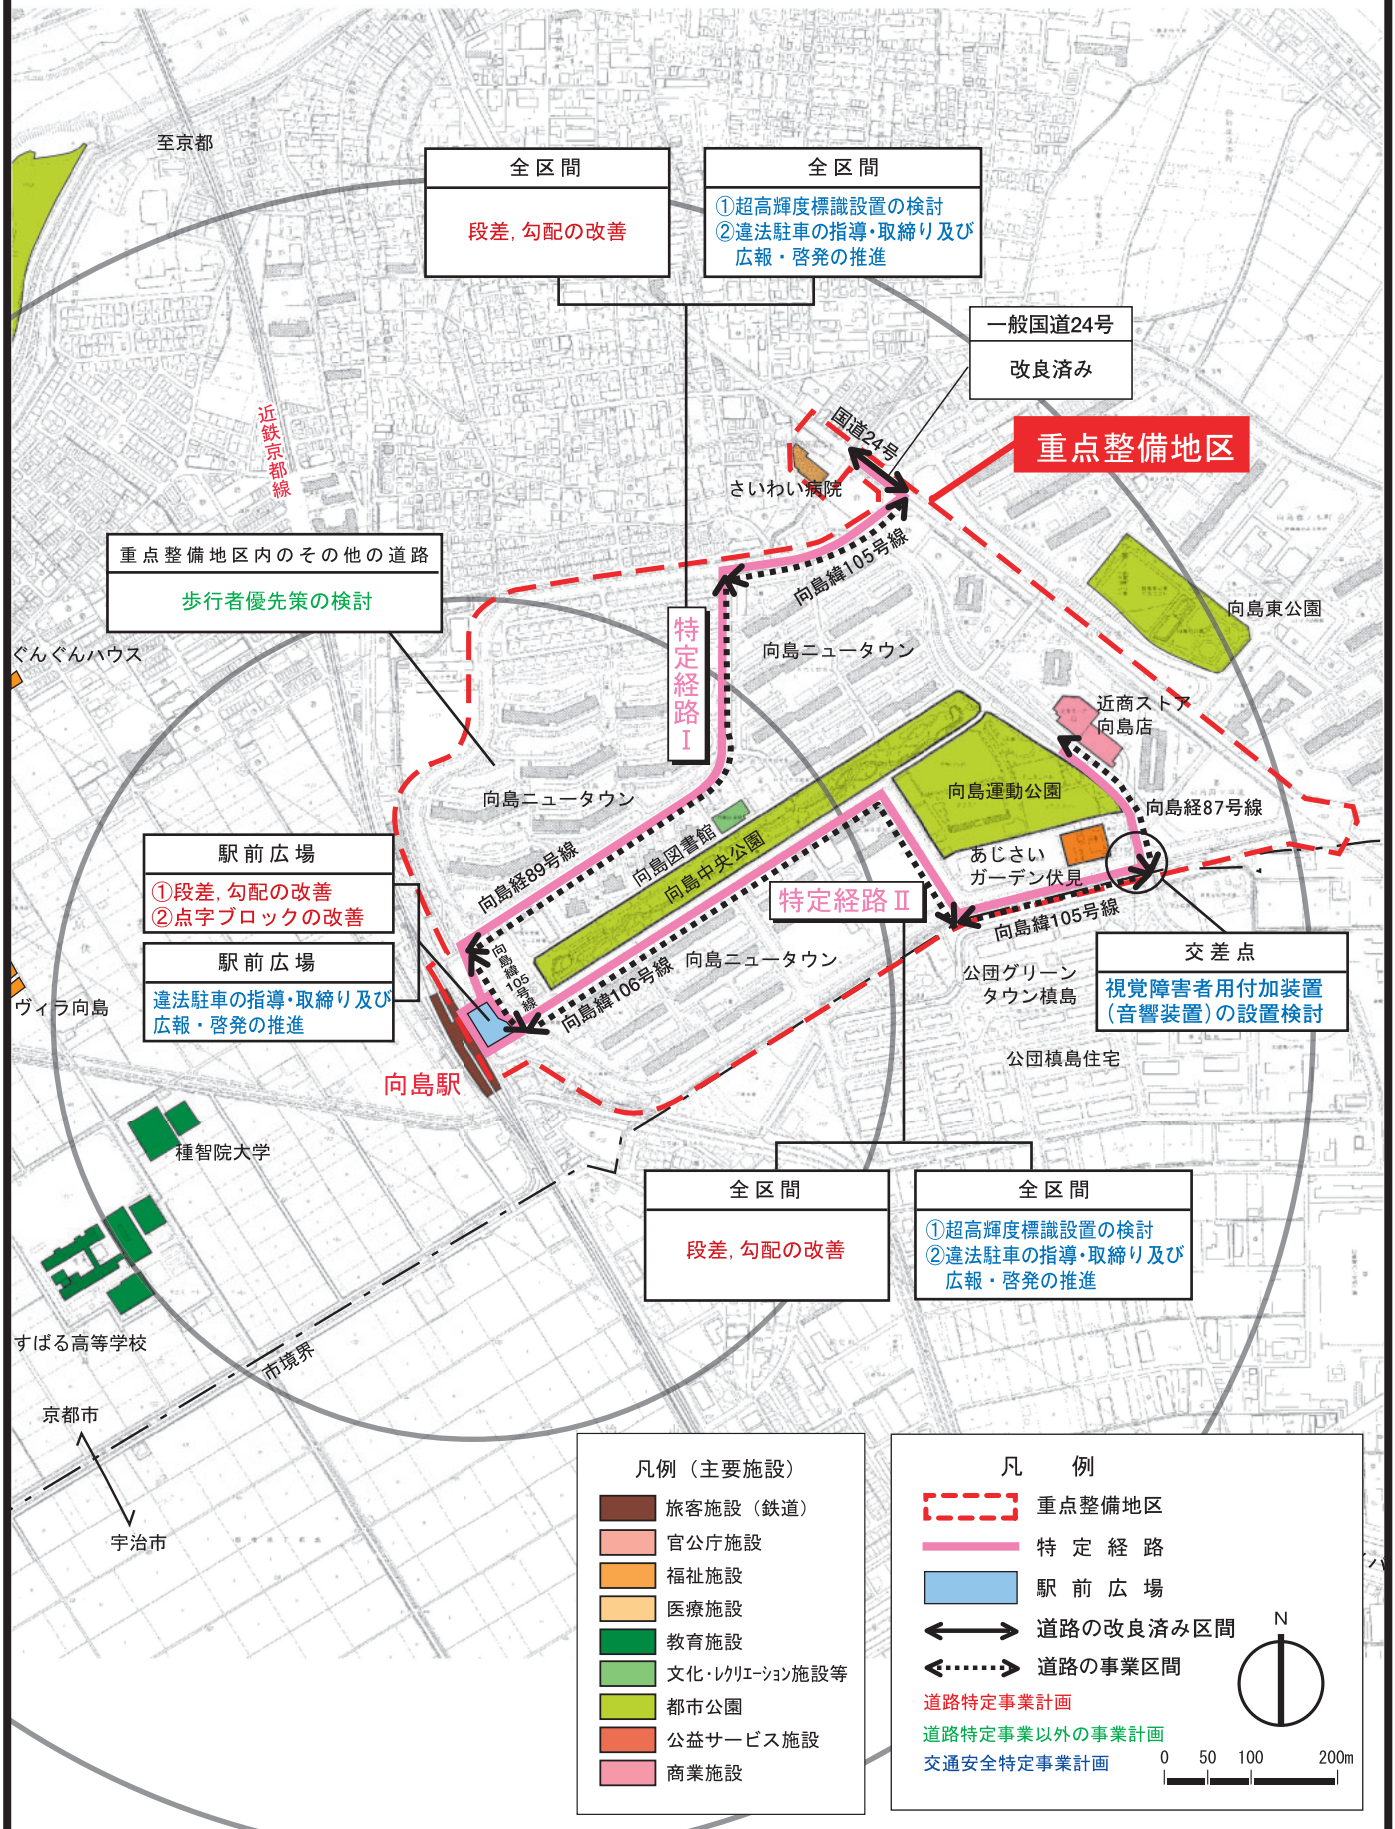 至京都
全区間
段差,勾配の改善
全区間
①超高輝度標識設置の検討
②違法駐車の指導・取締り及び
広報・啓発の推進
一般国道24号
改良済み
近鉄京都線
国道24号
重点整備地区
さいわい病院
向島緯105号線
重点整備地区内のその他の道路
歩行者優先策の検討
向島東公園
特定経路Ⅰ
向島ニュータウン
ぐんぐんハウス
近商ストア
向島店
向島ニュータウン
向島運動公園
向島経87号線
向島図書館
向島中央公園
向島経89号線
あじさい
ガーデン伏見
駅前広場
①段差,勾配の改善
②点字ブロックの改善
特定経路Ⅱ
向島緯105号線
駅前広場
違法駐車の指導・取締り及び
広報・啓発の推進
向島緯105号線
向島緯106号線
向島ニュータウン
公団グリーン
タウン槙島
交差点
視覚障害者用付加装置
(音響装置)の設置検討
ヴィラ向島
公団槙島住宅
向島駅
種智院大学
全区間
段差,勾配の改善
全区間
①超高輝度標識設置の検討
②違法駐車の指導・取締り及び
広報・啓発の推進
すばる高等学校
市境界
京都市
宇治市
凡例(主要施設)
旅客施設(鉄道)
官公庁施設
福祉施設
医療施設
教育施設
文化・レクリエーション施設等
都市公園
公益サービス施設
商業施設
凡例
重点整備地区
特定経路
駅前広場
道路の改良済み区間
道路の事業区間
道路特定事業計画
道路特定事業以外の事業計画
交通安全特定事業計画
N
0 50 100 200m